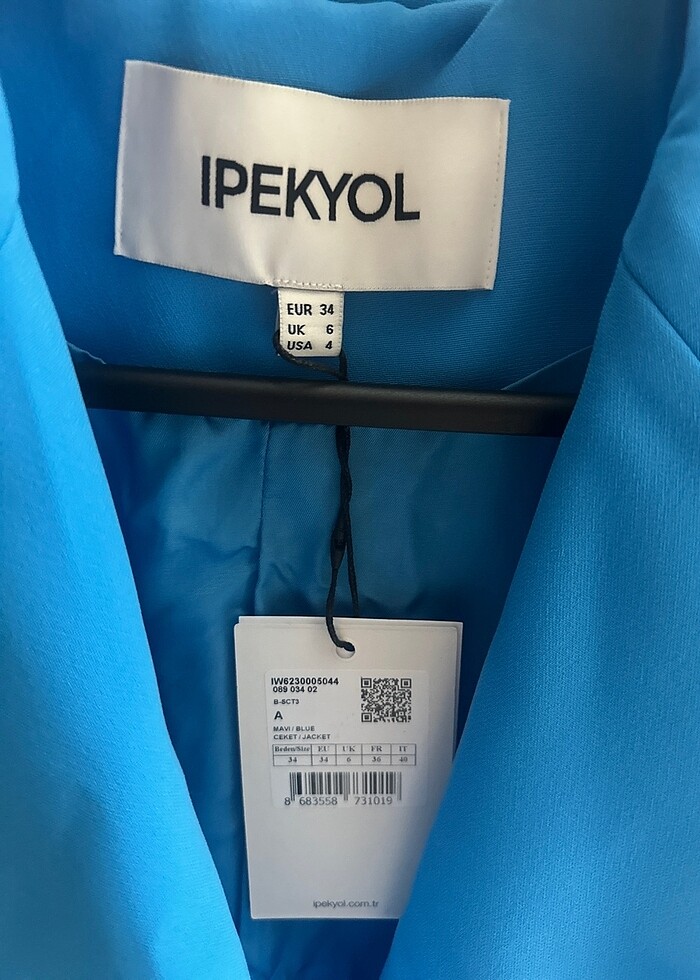 IPEKYOL
EUR 34
UK 6
USA 4
IW6230005044
089 034 02
B-SCT3
A
MAVI / BLUE
CEKET / JACKET
Beden/Size EU UK FR IT
34 34 6 36 40
8 683558 731019
ipekyol.com.tr